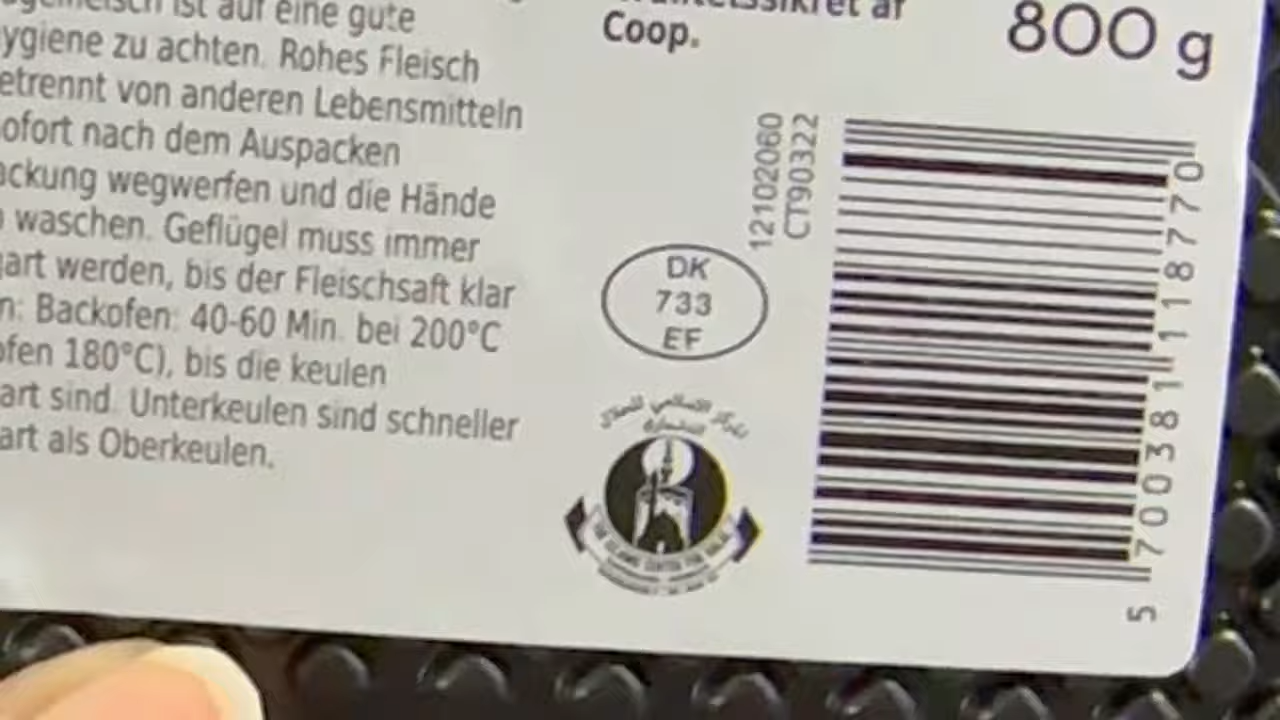 ist auf eine gute
ygiene zu achten. Rohes Fleisch
etrennt von anderen Lebensmitteln
ofort nach dem Auspacken
ackung wegwerfen und die Hände
waschen. Geflügel muss immer
art werden, bis der Fleischsaft klar
n: Backofen: 40-60 Min. bei 200°C
ofen 180°C), bis die keulen
art sind. Unterkeulen sind schneller
art als Oberkeulen.
af
Coop.
800 g
12102060
CT90322
DK
733
EF
5 700381 118770